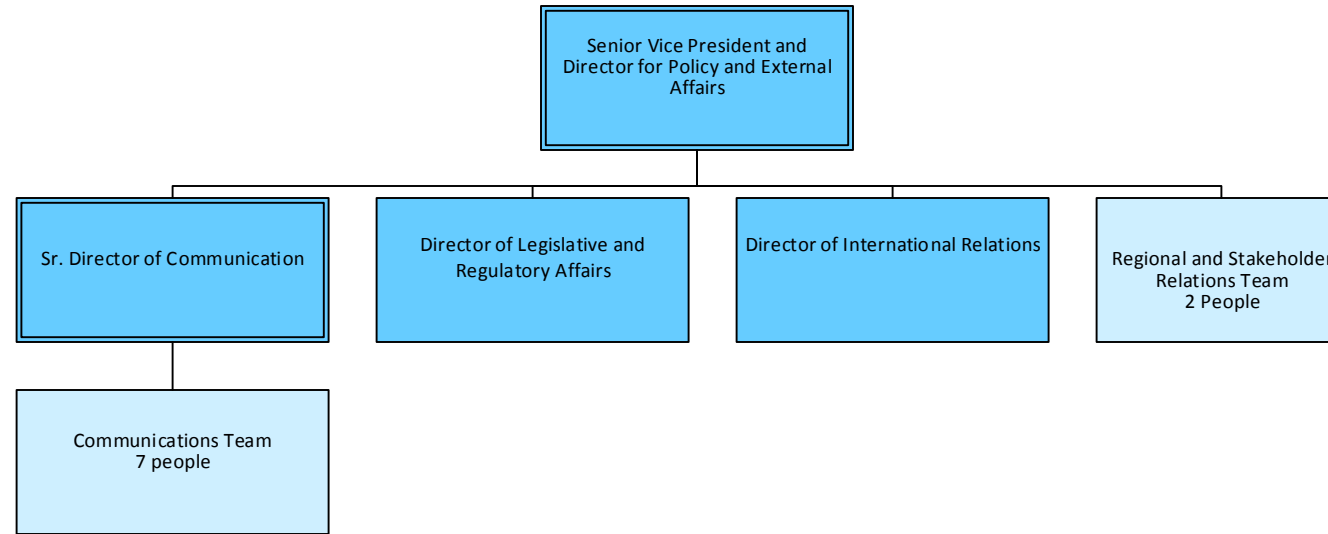 Senior Vice President and
Director for Policy and External
Affairs
Sr. Director of Communication
Director of Legislative and
Regulatory Affairs
Director of International Relations
Regional and Stakeholder
Relations Team
2 People
Communications Team
7 people